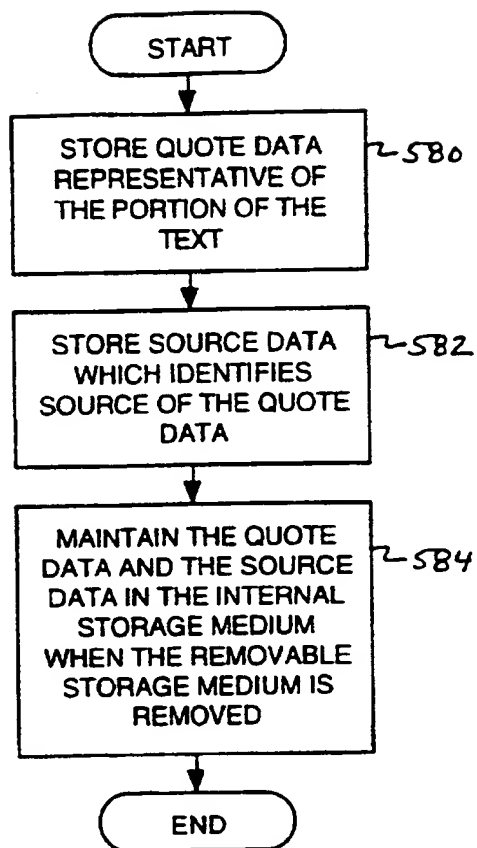 START
STORE QUOTE DATA
REPRESENTATIVE OF
THE PORTION OF THE
TEXT
580
STORE SOURCE DATA
WHICH IDENTIFIES
SOURCE OF THE QUOTE
DATA
582
MAINTAIN THE QUOTE
DATA AND THE SOURCE
DATA IN THE INTERNAL
STORAGE MEDIUM
WHEN THE REMOVABLE
STORAGE MEDIUM IS
REMOVED
584
END